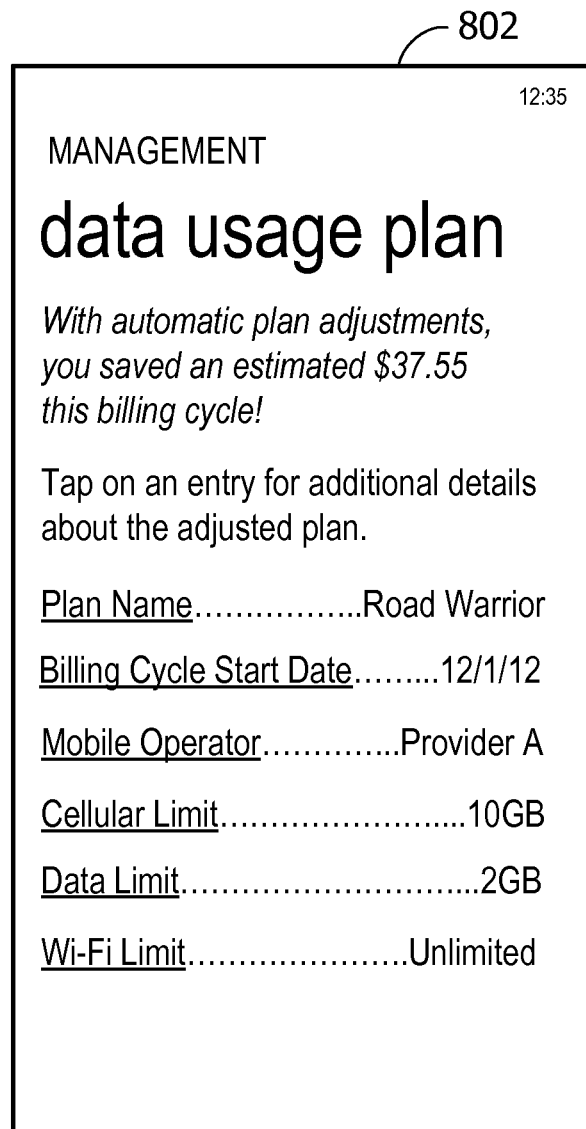 802
12:35
MANAGEMENT
data usage plan
With automatic plan adjustments,
you saved an estimated $37.55
this billing cycle!
Tap on an entry for additional details
about the adjusted plan.
Plan Name……………..Road Warrior
Billing Cycle Start Date……...12/1/12
Mobile Operator…………..Provider A
Cellular Limit…………………....10GB
Data Limit………………………...2GB
Wi-Fi Limit………………….Unlimited